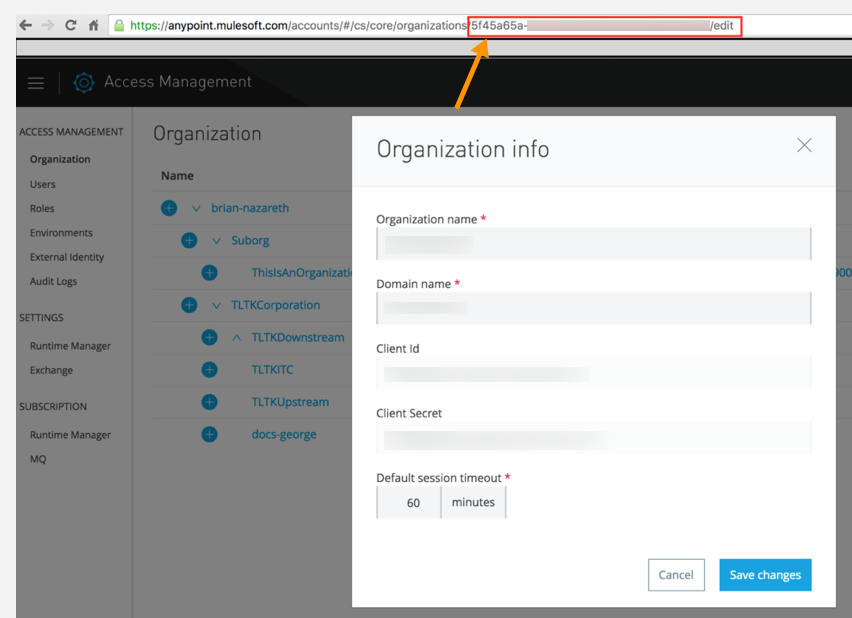 https://anypoint.mulesoft.com/accounts/#/cs/core/organizations/5f45a65a-
/edit
Access Management
ACCESS MANAGEMENT
Organization
Users
Roles
Environments
External Identity
Audit Logs
SETTINGS
Runtime Manager
Exchange
SUBSCRIPTION
Runtime Manager
MQ
Organization
Name
brian-nazareth
Suborg
ThisIsAnOrganizati
900
TLTKCorporation
TLTKDownstream
TLTKITC
TLTKUpstream
docs-george
Organization info
Organization name *
Domain name *
Client Id
Client Secret
Default session timeout *
60 minutes
Cancel
Save changes